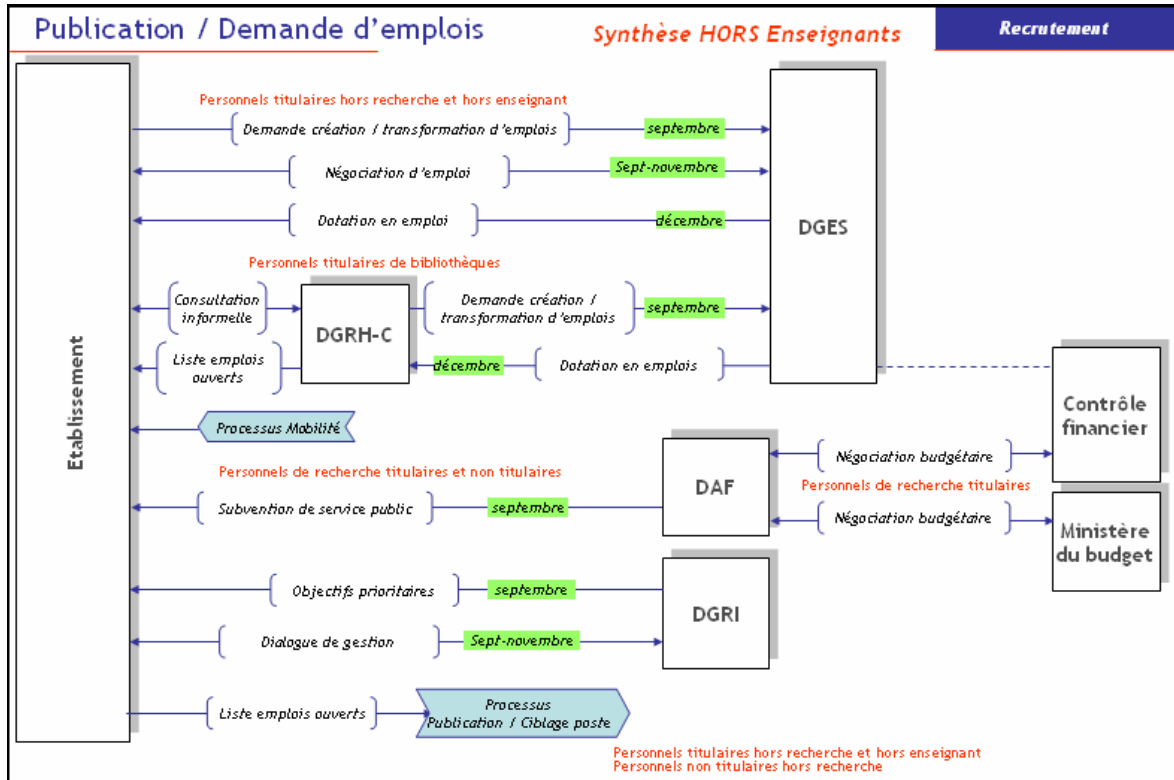 Publication / Demande d'emplois
Synthèse HORS Enseignants
Recrutement
Personnels titulaires hors recherche et hors enseignant
Demande création / transformation d'emplois
septembre
Négociation d'emploi
Sept-novembre
Dotation en emploi
décembre
DGES
Personnels titulaires de bibliothèques
Consultation
informelle
DGRH-C
Demande création /
transformation d'emplois
septembre
Liste emplois
ouverts
décembre
Dotation en emplois
Etablissement
Contrôle
financier
Processus Mobilité
Négociation budgétaire
Personnels de recherche titulaires et non titulaires
DAF
Personnels de recherche titulaires
Subvention de service public
septembre
Négociation budgétaire
Ministère
du budget
Objectifs prioritaires
septembre
DGRI
Dialogue de gestion
Sept-novembre
Liste emplois ouverts
Processus
Publication / Ciblage poste
Personnels titulaires hors recherche et hors enseignant
Personnels non titulaires hors recherche